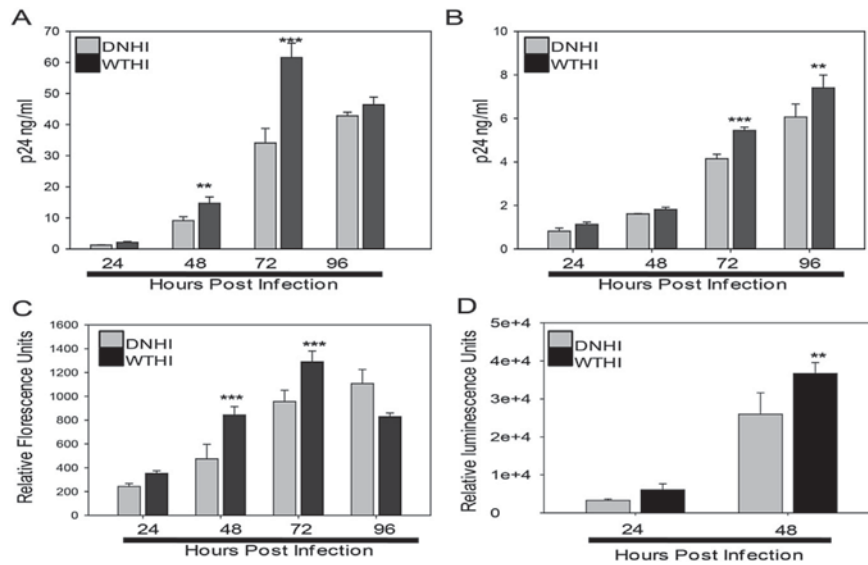 A
p24 ng/ml
70
60
50
40
30
20
10
0
DNHI
WTHI
**
***
24 48 72 96
Hours Post Infection
B
p24 ng/ml
10
8
6
4
2
0
DNHI
WTHI
***
**
24 48 72 96
Hours Post Infection
C
Relative Florescence Units
1600
1400
1200
1000
800
600
400
200
0
DNHI
WTHI
***
***
24 48 72 96
Hours Post Infection
D
Relative luminescence Units
5e+4
4e+4
3e+4
2e+4
1e+4
0
DNHI
WTHI
**
24 48
Hours Post Infection